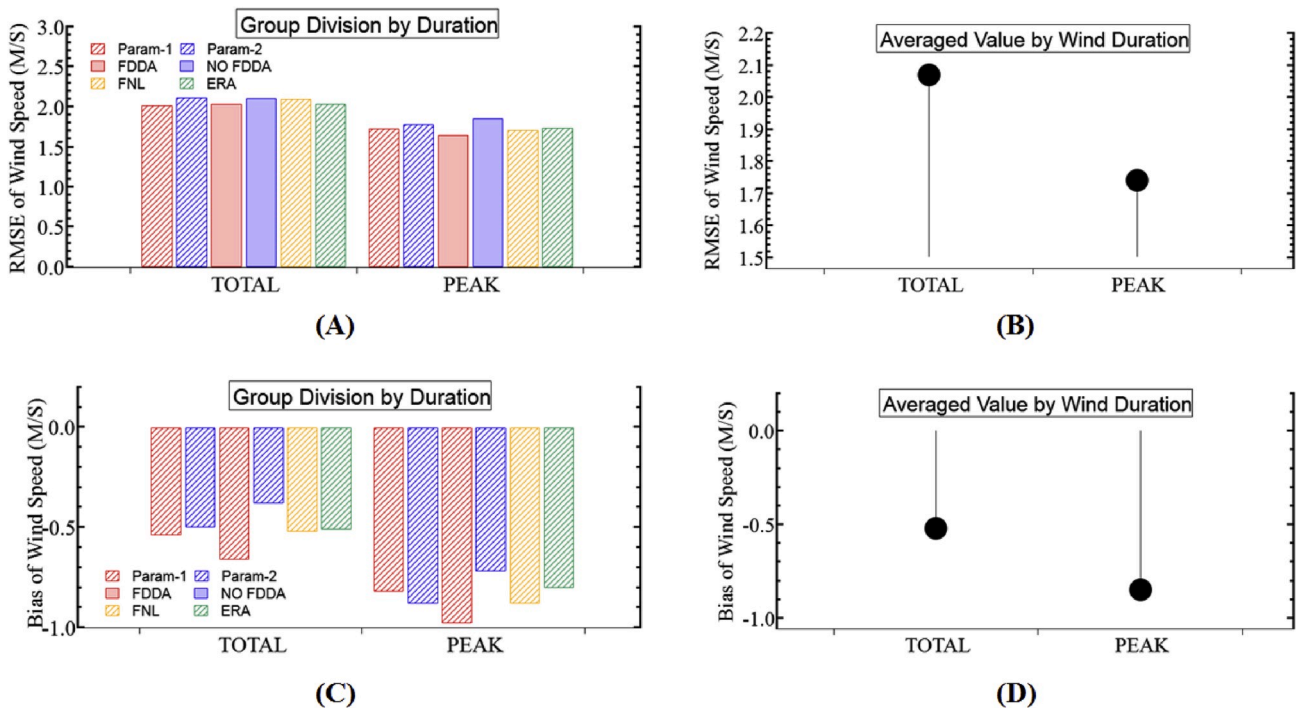 Group Division by Duration
RMSE of Wind Speed (M/S)
3.0
2.5
2.0
1.5
1.0
0.5
0.0
Param-1 Param-2
FDDA NO FDDA
FNL ERA
TOTAL PEAK
(A)
Averaged Value by Wind Duration
RMSE of Wind Speed (M/S)
2.2
2.1
2.0
1.9
1.8
1.7
1.6
1.5
TOTAL PEAK
(B)
Group Division by Duration
Bias of Wind Speed (M/S)
0.0
-0.5
-1.0
Param-1 Param-2
FDDA NO FDDA
FNL ERA
TOTAL PEAK
(C)
Averaged Value by Wind Duration
Bias of Wind Speed (M/S)
0.0
-0.5
-1.0
TOTAL PEAK
(D)